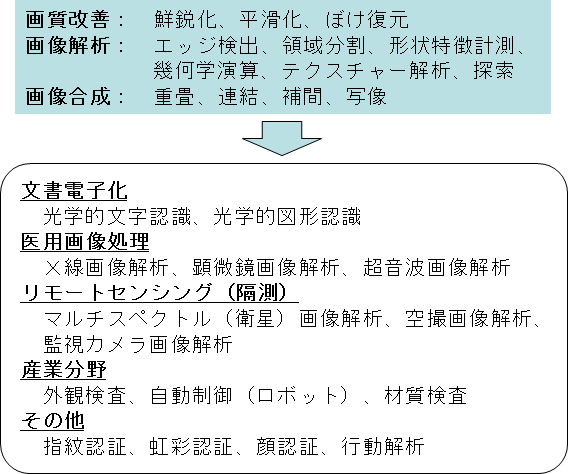 画質改善： 鮮鋭化、平滑化、ぼけ復元
画像解析： エッジ検出、領域分割、形状特徴計測、
幾何学演算、テクスチャー解析、探索
画像合成： 重畳、連結、補間、写像
文書電子化
光学的文字認識、光学的図形認識
医用画像処理
X線画像解析、顕微鏡画像解析、超音波画像解析
リモートセンシング（隔測）
マルチスペクトル（衛星）画像解析、空撮画像解析、
監視カメラ画像解析
産業分野
外観検査、自動制御（ロボット）、材質検査
その他
指紋認証、虹彩認証、顔認証、行動解析